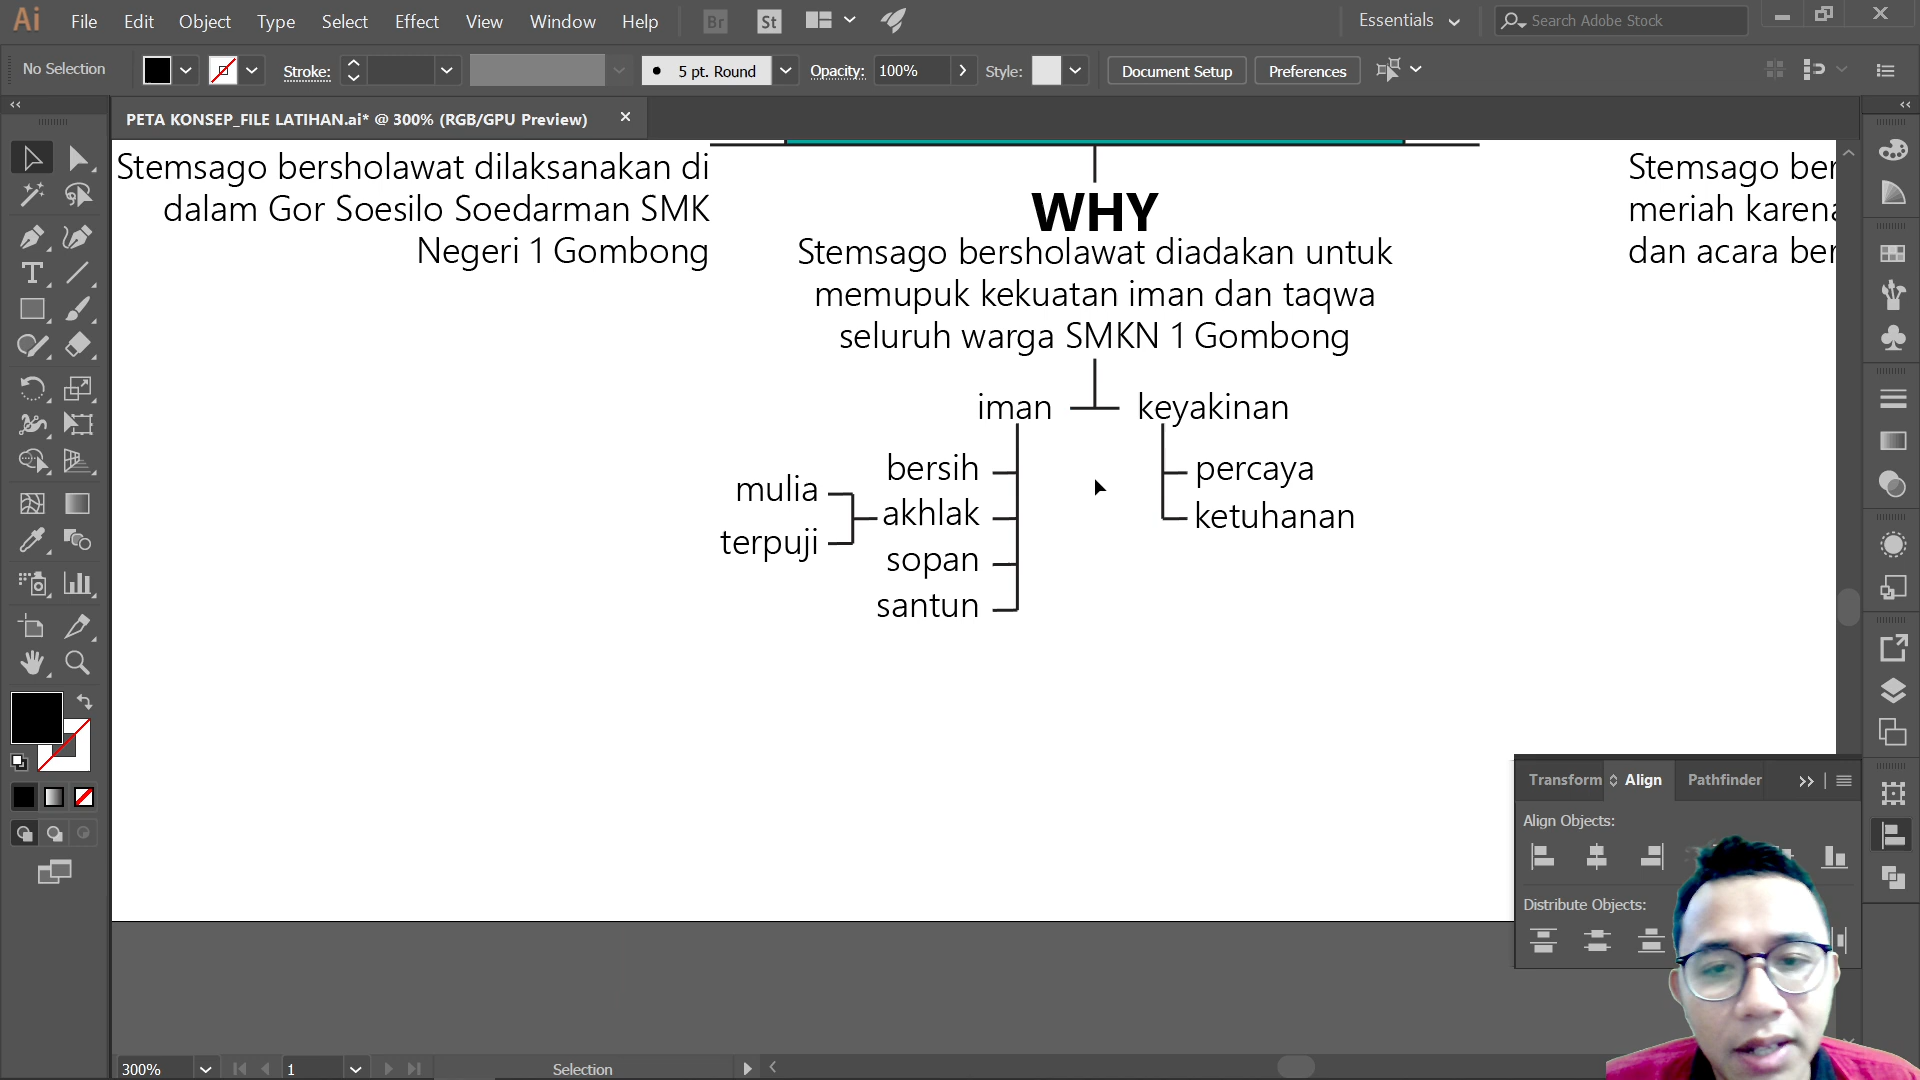 Ai File Edit Object Type Select Effect View Window Help Br St Essentials Search Adobe Stock
No Selection Stroke: 5 pt. Round Opacity: 100% Style: Document Setup Preferences
PETA KONSEP_FILE LATIHAN.ai* @ 300% (RGB/GPU Preview) ×
Stemsago bersholawat dilaksanakan di
dalam Gor Soesilo Soedarman SMK
Negeri 1 Gombong
WHY
Stemsago bersholawat diadakan untuk
memupuk kekuatan iman dan taqwa
seluruh warga SMKN 1 Gombong
Stemsago ber
meriah karena
dan acara ber
iman keyakinan
bersih
akhlak
sopan
santun
mulia
terpuji
percaya
ketuhanan
Transform Align Pathfinder
Align Objects:
Distribute Objects:
300% 1 Selection